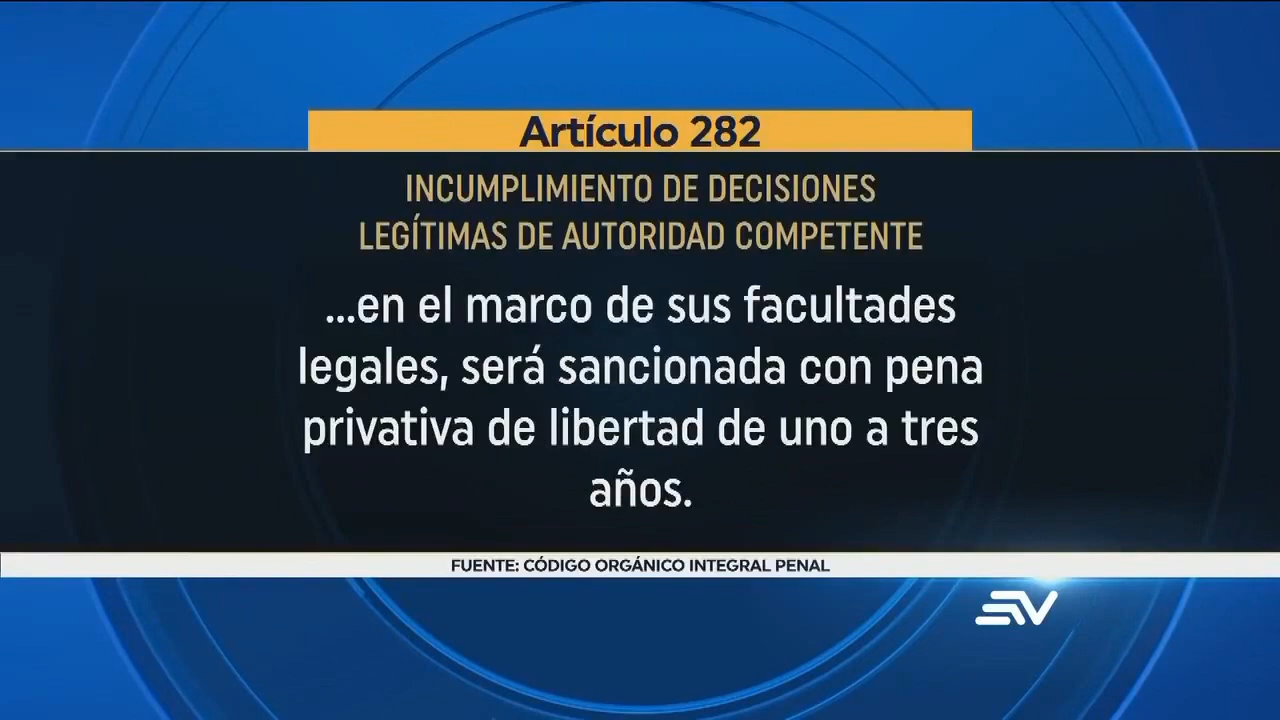 Artículo 282
INCUMPLIMIENTO DE DECISIONES
LEGÍTIMAS DE AUTORIDAD COMPETENTE
...en el marco de sus facultades
legales, será sancionada con pena
privativa de libertad de uno a tres
años.
FUENTE: CÓDIGO ORGÁNICO INTEGRAL PENAL
EV